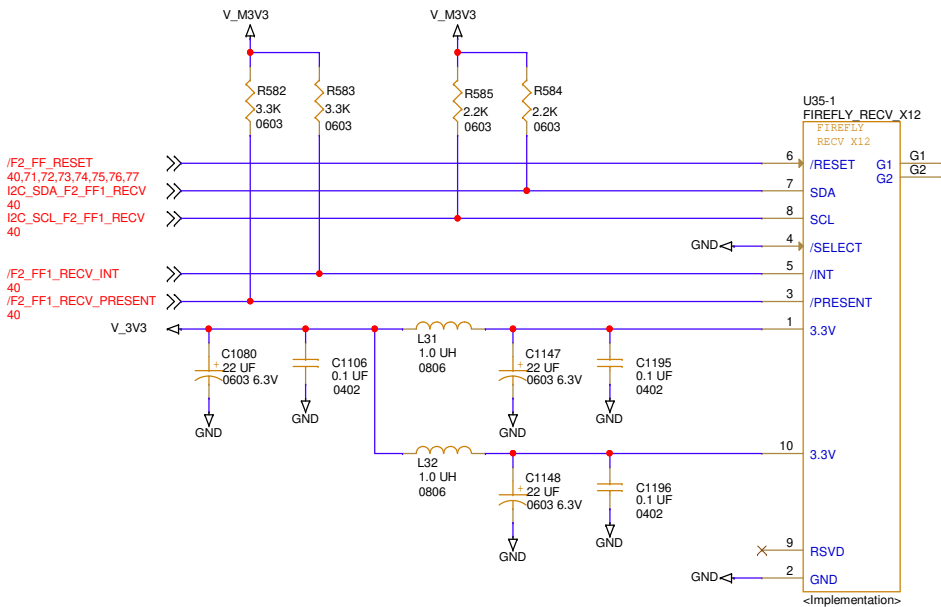 V_M3V3
V_M3V3
R582
3.3K
0603
R583
3.3K
0603
R585
2.2K
0603
R584
2.2K
0603
U35-1
FIREFLY_RECV_X12
FIREFLY
RECV X12
/F2_FF_RESET
40,71,72,73,74,75,76,77
6
/RESET
G1
G1
G2
G2
I2C_SDA_F2_FF1_RECV
40
7
SDA
I2C_SCL_F2_FF1_RECV
40
8
SCL
GND
4
/SELECT
/F2_FF1_RECV_INT
40
5
/INT
/F2_FF1_RECV_PRESENT
40
3
/PRESENT
V_3V3
1
3.3V
L31
1.0 UH
0806
C1080
+
22 UF
0603 6.3V
GND
C1106
0.1 UF
0402
GND
C1147
+
22 UF
0603 6.3V
GND
C1195
0.1 UF
0402
GND
10
3.3V
L32
1.0 UH
0806
C1148
+
22 UF
0603 6.3V
GND
C1196
0.1 UF
0402
GND
9
RSVD
GND
2
GND
<Implementation>